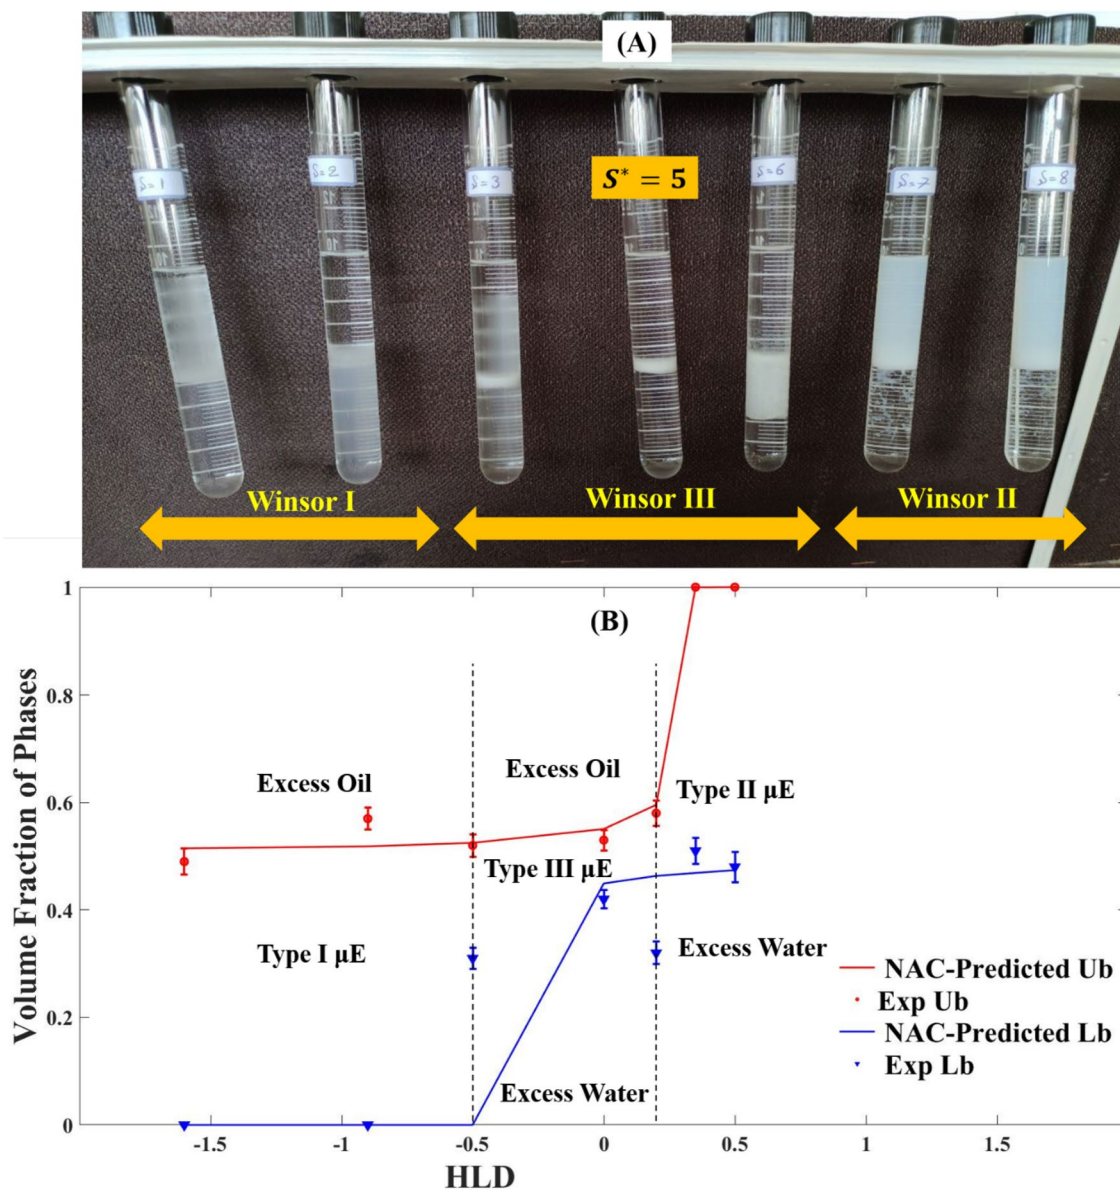 (A)
S=1
S=2
S=3
S* = 5
S=6
S=7
S=8
Winsor I
Winsor III
Winsor II
(B)
Volume Fraction of Phases
1
0.8
0.6
0.4
0.2
0
Excess Oil
Excess Oil
Type II μE
Type III μE
Type I μE
Excess Water
Excess Water
NAC-Predicted Ub
Exp Ub
NAC-Predicted Lb
Exp Lb
-1.5
-1
-0.5
0
0.5
1
1.5
HLD